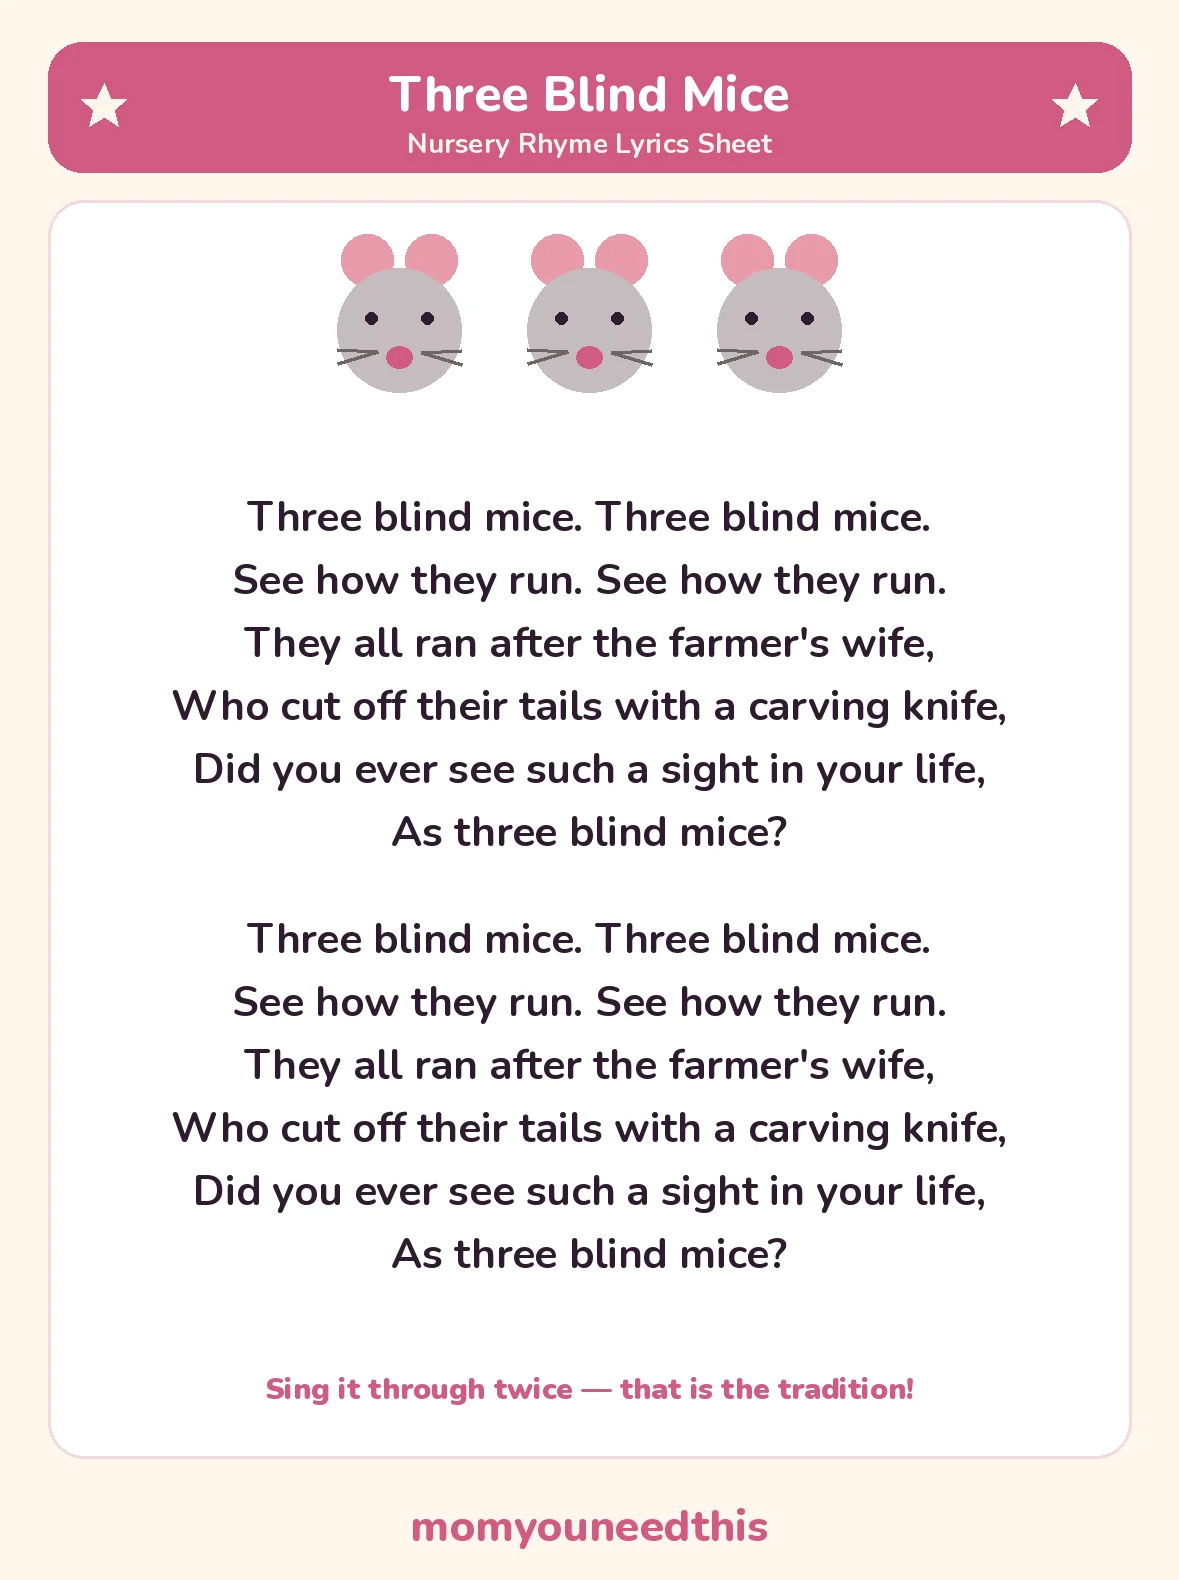 Three Blind Mice
Nursery Rhyme Lyrics Sheet
Three blind mice. Three blind mice.
See how they run. See how they run.
They all ran after the farmer's wife,
Who cut off their tails with a carving knife,
Did you ever see such a sight in your life,
As three blind mice?
Three blind mice. Three blind mice.
See how they run. See how they run.
They all ran after the farmer's wife,
Who cut off their tails with a carving knife,
Did you ever see such a sight in your life,
As three blind mice?
Sing it through twice — that is the tradition!
momyouneedthis